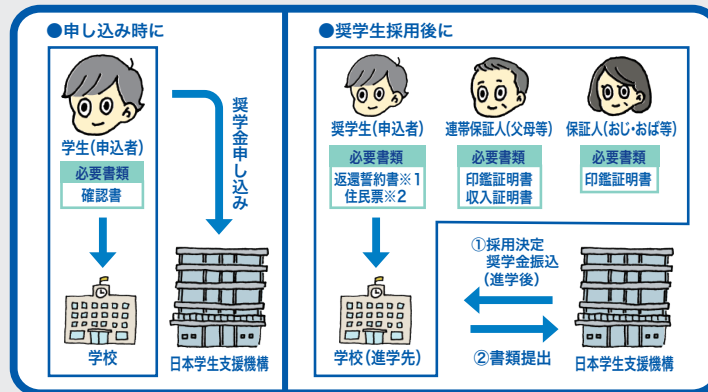 ●申し込み時に
学生(申込者)
必要書類
確認書
奨学金申し込み
学校
日本学生支援機構
●奨学生採用後に
奨学生(申込者)
必要書類
返還誓約書※1
住民票※2
連帯保証人(父母等)
必要書類
印鑑証明書
収入証明書
保証人(おじ・おば等)
必要書類
印鑑証明書
①採用決定
奨学金振込
(進学後)
②書類提出
学校(進学先)
日本学生支援機構